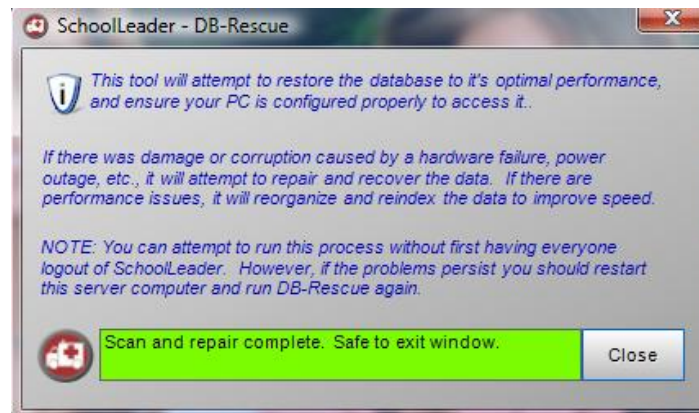 SchoolLeader - DB-Rescue
This tool will attempt to restore the database to it's optimal performance,
and ensure your PC is configured properly to access it..
If there was damage or corruption caused by a hardware failure, power
outage, etc., it will attempt to repair and recover the data. If there are
performance issues, it will reorganize and reindex the data to improve speed.
NOTE: You can attempt to run this process without first having everyone
logout of SchoolLeader. However, if the problems persist you should restart
this server computer and run DB-Rescue again.
Scan and repair complete. Safe to exit window.
Close